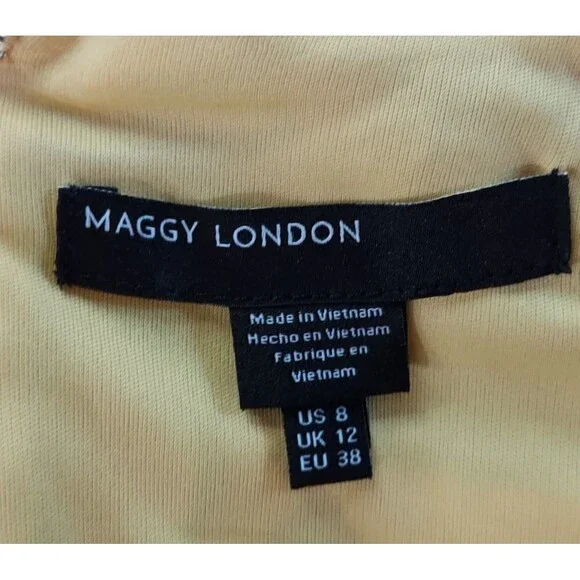 MAGGY LONDON
Made in Vietnam
Hecho en Vietnam
Fabrique en
Vietnam
US 8
UK 12
EU 38